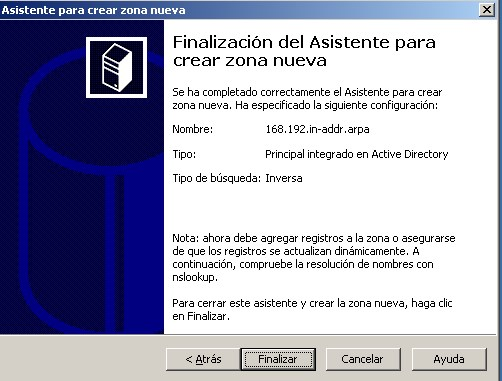 Asistente para crear zona nueva
Finalización del Asistente para
crear zona nueva
Se ha completado correctamente el Asistente para crear
zona nueva. Ha especificado la siguiente configuración:
Nombre: 168.192.in-addr.arpa
Tipo: Principal integrado en Active Directory
Tipo de búsqueda: Inversa
Nota: ahora debe agregar registros a la zona o asegurarse
de que los registros se actualizan dinámicamente. A
continuación, compruebe la resolución de nombres con
nslookup.
Para cerrar este asistente y crear la zona nueva, haga clic
en Finalizar.
< Atrás Finalizar Cancelar Ayuda